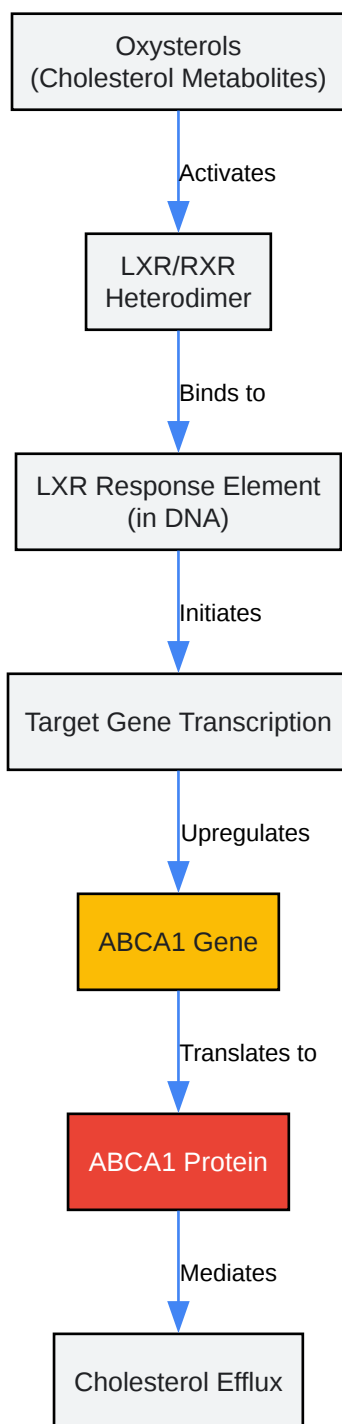 Oxysterols
(Cholesterol Metabolites)
Activates
LXR/RXR
Heterodimer
Binds to
LXR Response Element
(in DNA)
Initiates
Target Gene Transcription
Upregulates
ABCA1 Gene
Translates to
ABCA1 Protein
Mediates
Cholesterol Efflux